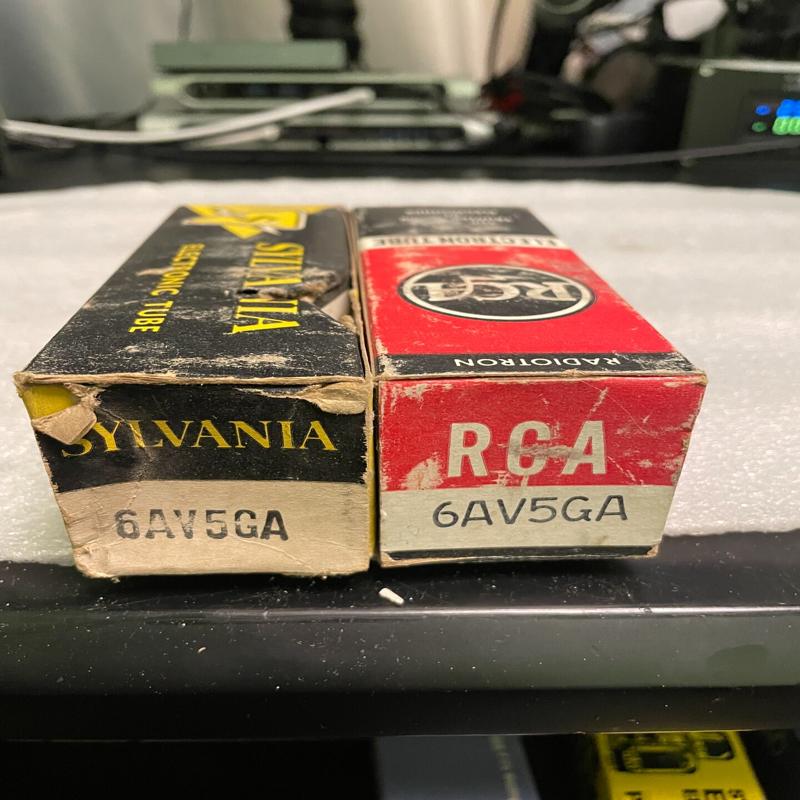 SYLVANIA
ELECTRONIC TUBE
SYLVANIA
6AV5GA
ELECTRON TUBE
RCA
RADIOTRON
RCA
6AV5GA